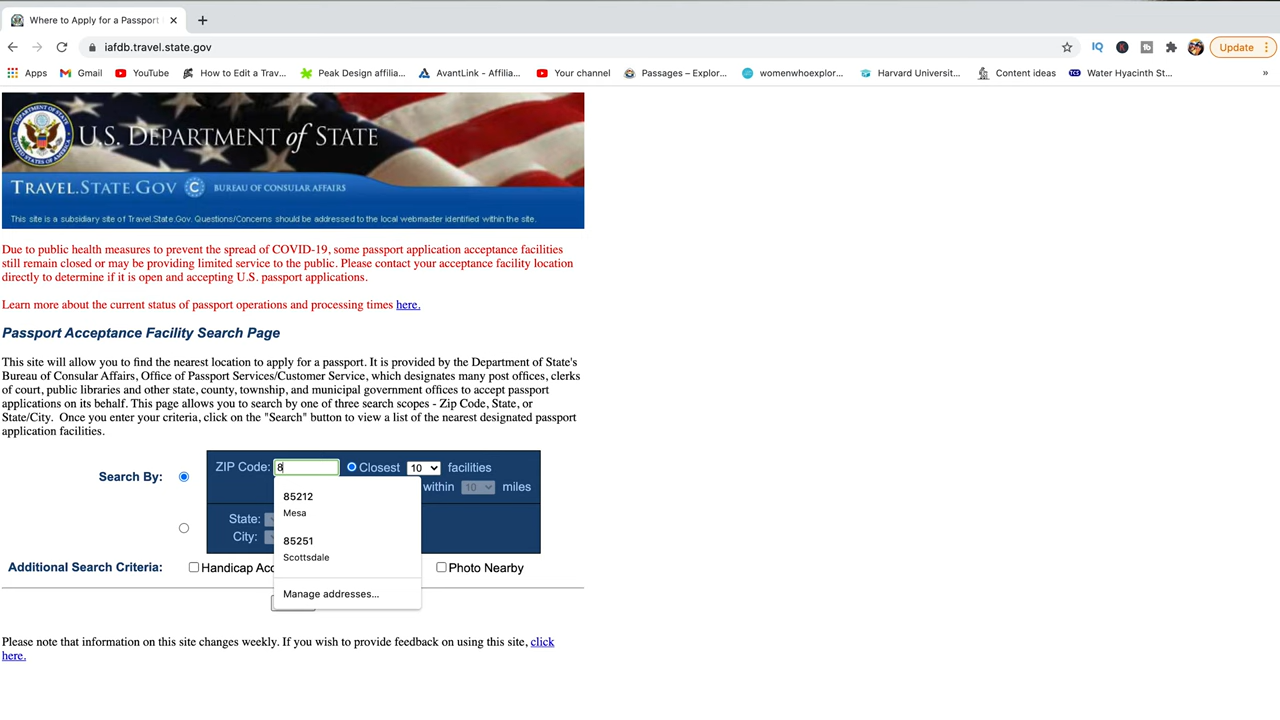 Where to Apply for a Passport
iafdb.travel.state.gov
Update
Apps Gmail YouTube How to Edit a Trav... Peak Design affilia... AvantLink - Affilia... Your channel Passages – Explor... womenwhoexplor... Harvard Universit... Content ideas Water Hyacinth St... »
U.S. DEPARTMENT of STATE
TRAVEL.STATE.GOV BUREAU OF CONSULAR AFFAIRS
This site is a subsidiary site of Travel.State.Gov. Questions/Concerns should be addressed to the local webmaster identified within the site.
Due to public health measures to prevent the spread of COVID-19, some passport application acceptance facilities
still remain closed or may be providing limited service to the public. Please contact your acceptance facility location
directly to determine if it is open and accepting U.S. passport applications.
Learn more about the current status of passport operations and processing times here.
Passport Acceptance Facility Search Page
This site will allow you to find the nearest location to apply for a passport. It is provided by the Department of State's
Bureau of Consular Affairs, Office of Passport Services/Customer Service, which designates many post offices, clerks
of court, public libraries and other state, county, township, and municipal government offices to accept passport
applications on its behalf. This page allows you to search by one of three search scopes - Zip Code, State, or
State/City. Once you enter your criteria, click on the "Search" button to view a list of the nearest designated passport
application facilities.
Search By: ZIP Code: 8 Closest 10 facilities
within 10 miles
State:
City:
85212
Mesa
85251
Scottsdale
Manage addresses...
Additional Search Criteria: Handicap Acc Photo Nearby
Please note that information on this site changes weekly. If you wish to provide feedback on using this site, click
here.